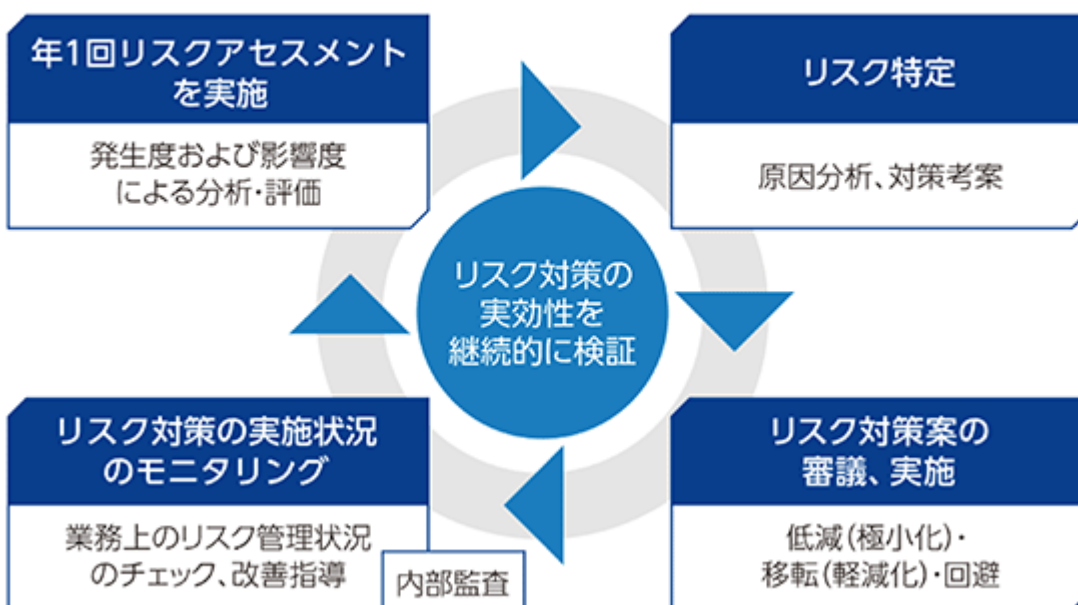 年1回リスクアセスメント
を実施
発生度および影響度
による分析・評価
リスク特定
原因分析、対策考案
リスク対策の
実効性を
継続的に検証
リスク対策の実施状況
のモニタリング
業務上のリスク管理状況
のチェック、改善指導
内部監査
リスク対策案の
審議、実施
低減(極小化)・
移転(軽減化)・回避